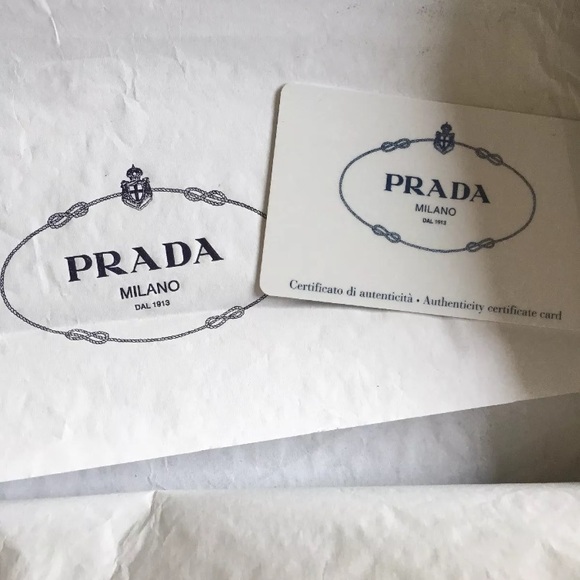 PRADA
MILANO
DAL 1913
PRADA
MILANO
DAL 1913
Certificato di autenticità • Authenticity certificate card